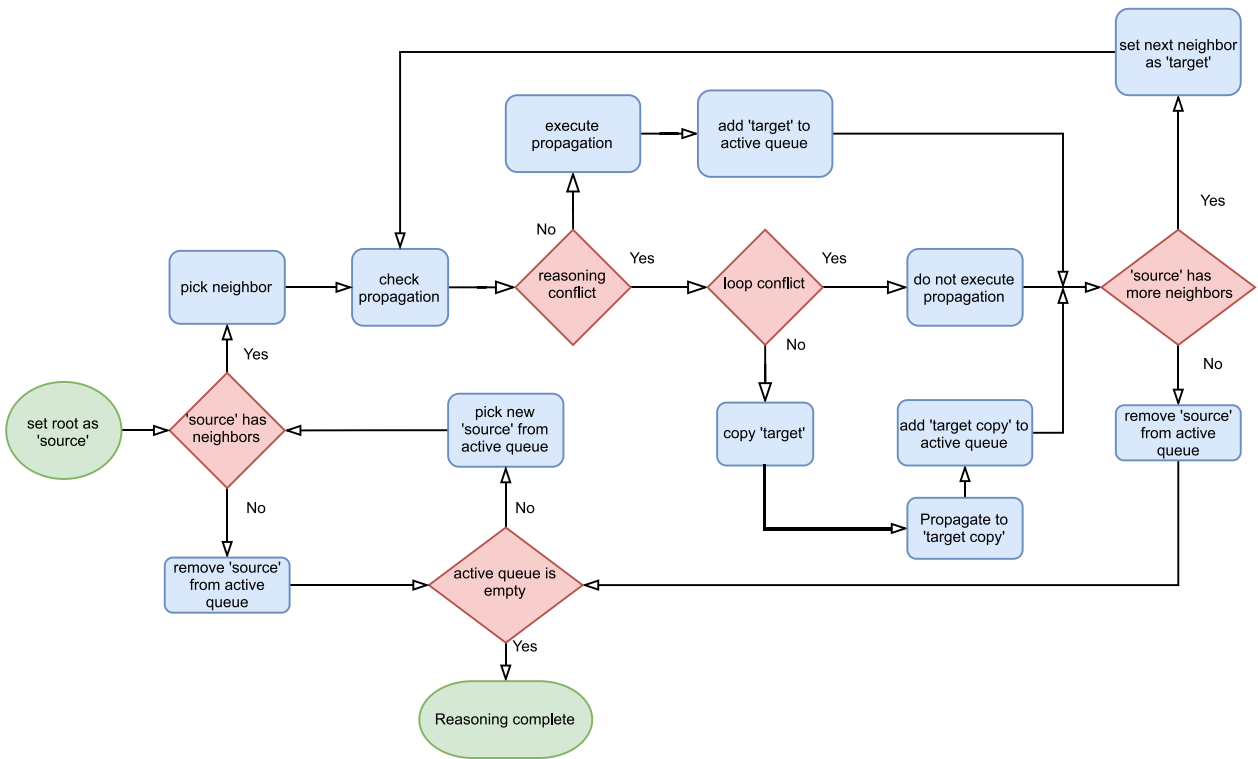 set next neighbor
as 'target'
execute
propagation
add 'target' to
active queue
Yes
No
pick neighbor
check
propagation
reasoning
conflict
Yes
loop conflict
Yes
do not execute
propagation
'source' has
more neighbors
Yes
No
No
set root as
'source'
'source' has
neighbors
pick new
'source' from
active queue
copy 'target'
add 'target copy' to
active queue
remove 'source'
from active
queue
No
No
Propagate to
'target copy'
remove 'source'
from active
queue
active queue is
empty
Yes
Reasoning complete